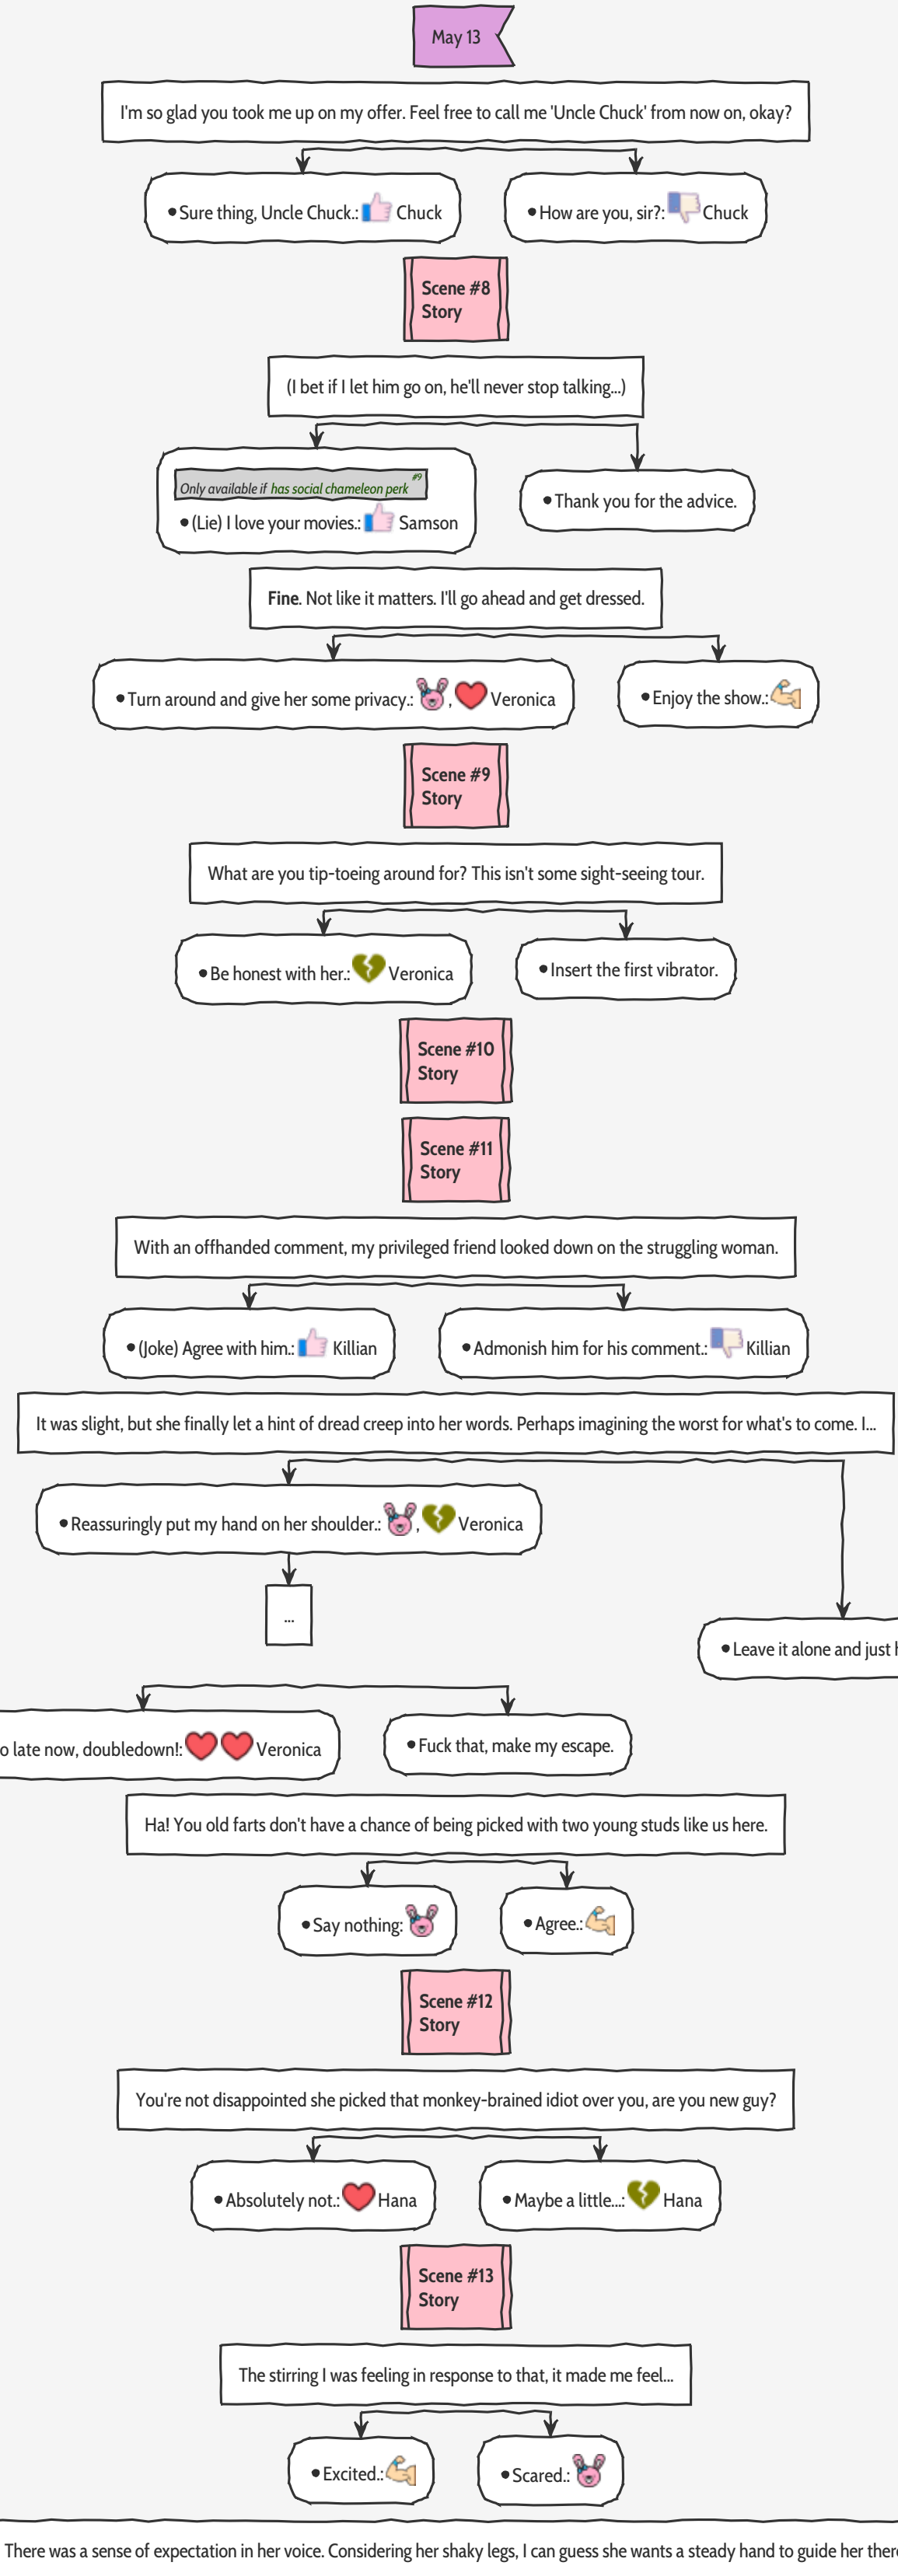 May 13
I'm so glad you took me up on my offer. Feel free to call me 'Uncle Chuck' from now on, okay?
•Sure thing, Uncle Chuck.: Chuck
•How are you, sir?: Chuck
Scene #8
Story
(I bet if I let him go on, he'll never stop talking...)
Only available if has social chameleon perk #9
•(Lie) I love your movies.: Samson
•Thank you for the advice.
Fine. Not like it matters. I'll go ahead and get dressed.
•Turn around and give her some privacy.: , Veronica
•Enjoy the show.:
Scene #9
Story
What are you tip-toeing around for? This isn't some sight-seeing tour.
•Be honest with her.: Veronica
•Insert the first vibrator.
Scene #10
Story
Scene #11
Story
With an offhanded comment, my privileged friend looked down on the struggling woman.
•(Joke) Agree with him.: Killian
•Admonish him for his comment.: Killian
It was slight, but she finally let a hint of dread creep into her words. Perhaps imagining the worst for what's to come. I...
•Reassuringly put my hand on her shoulder.: , Veronica
...
•Leave it alone and just
o late now, doubledown!: Veronica
•Fuck that, make my escape.
Ha! You old farts don't have a chance of being picked with two young studs like us here.
•Say nothing:
•Agree.:
Scene #12
Story
You're not disappointed she picked that monkey-brained idiot over you, are you new guy?
•Absolutely not.: Hana
•Maybe a little...: Hana
Scene #13
Story
The stirring I was feeling in response to that, it made me feel...
•Excited.:
•Scared.:
There was a sense of expectation in her voice. Considering her shaky legs, I can guess she wants a steady hand to guide her ther